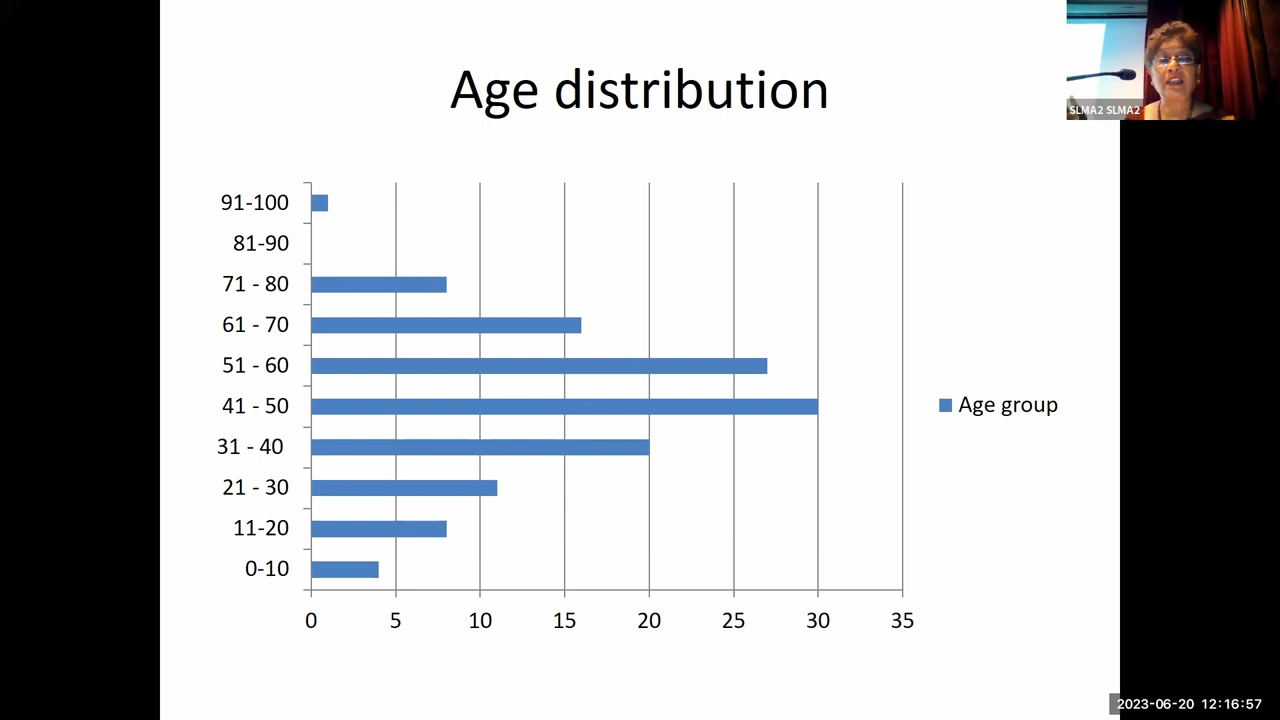 Age distribution
SLMA2 SLMA2
91-100
81-90
71 - 80
61 - 70
51 - 60
41 - 50
31 - 40
21 - 30
11-20
0-10
Age group
0 5 10 15 20 25 30 35
2023-06-20 12:16:57